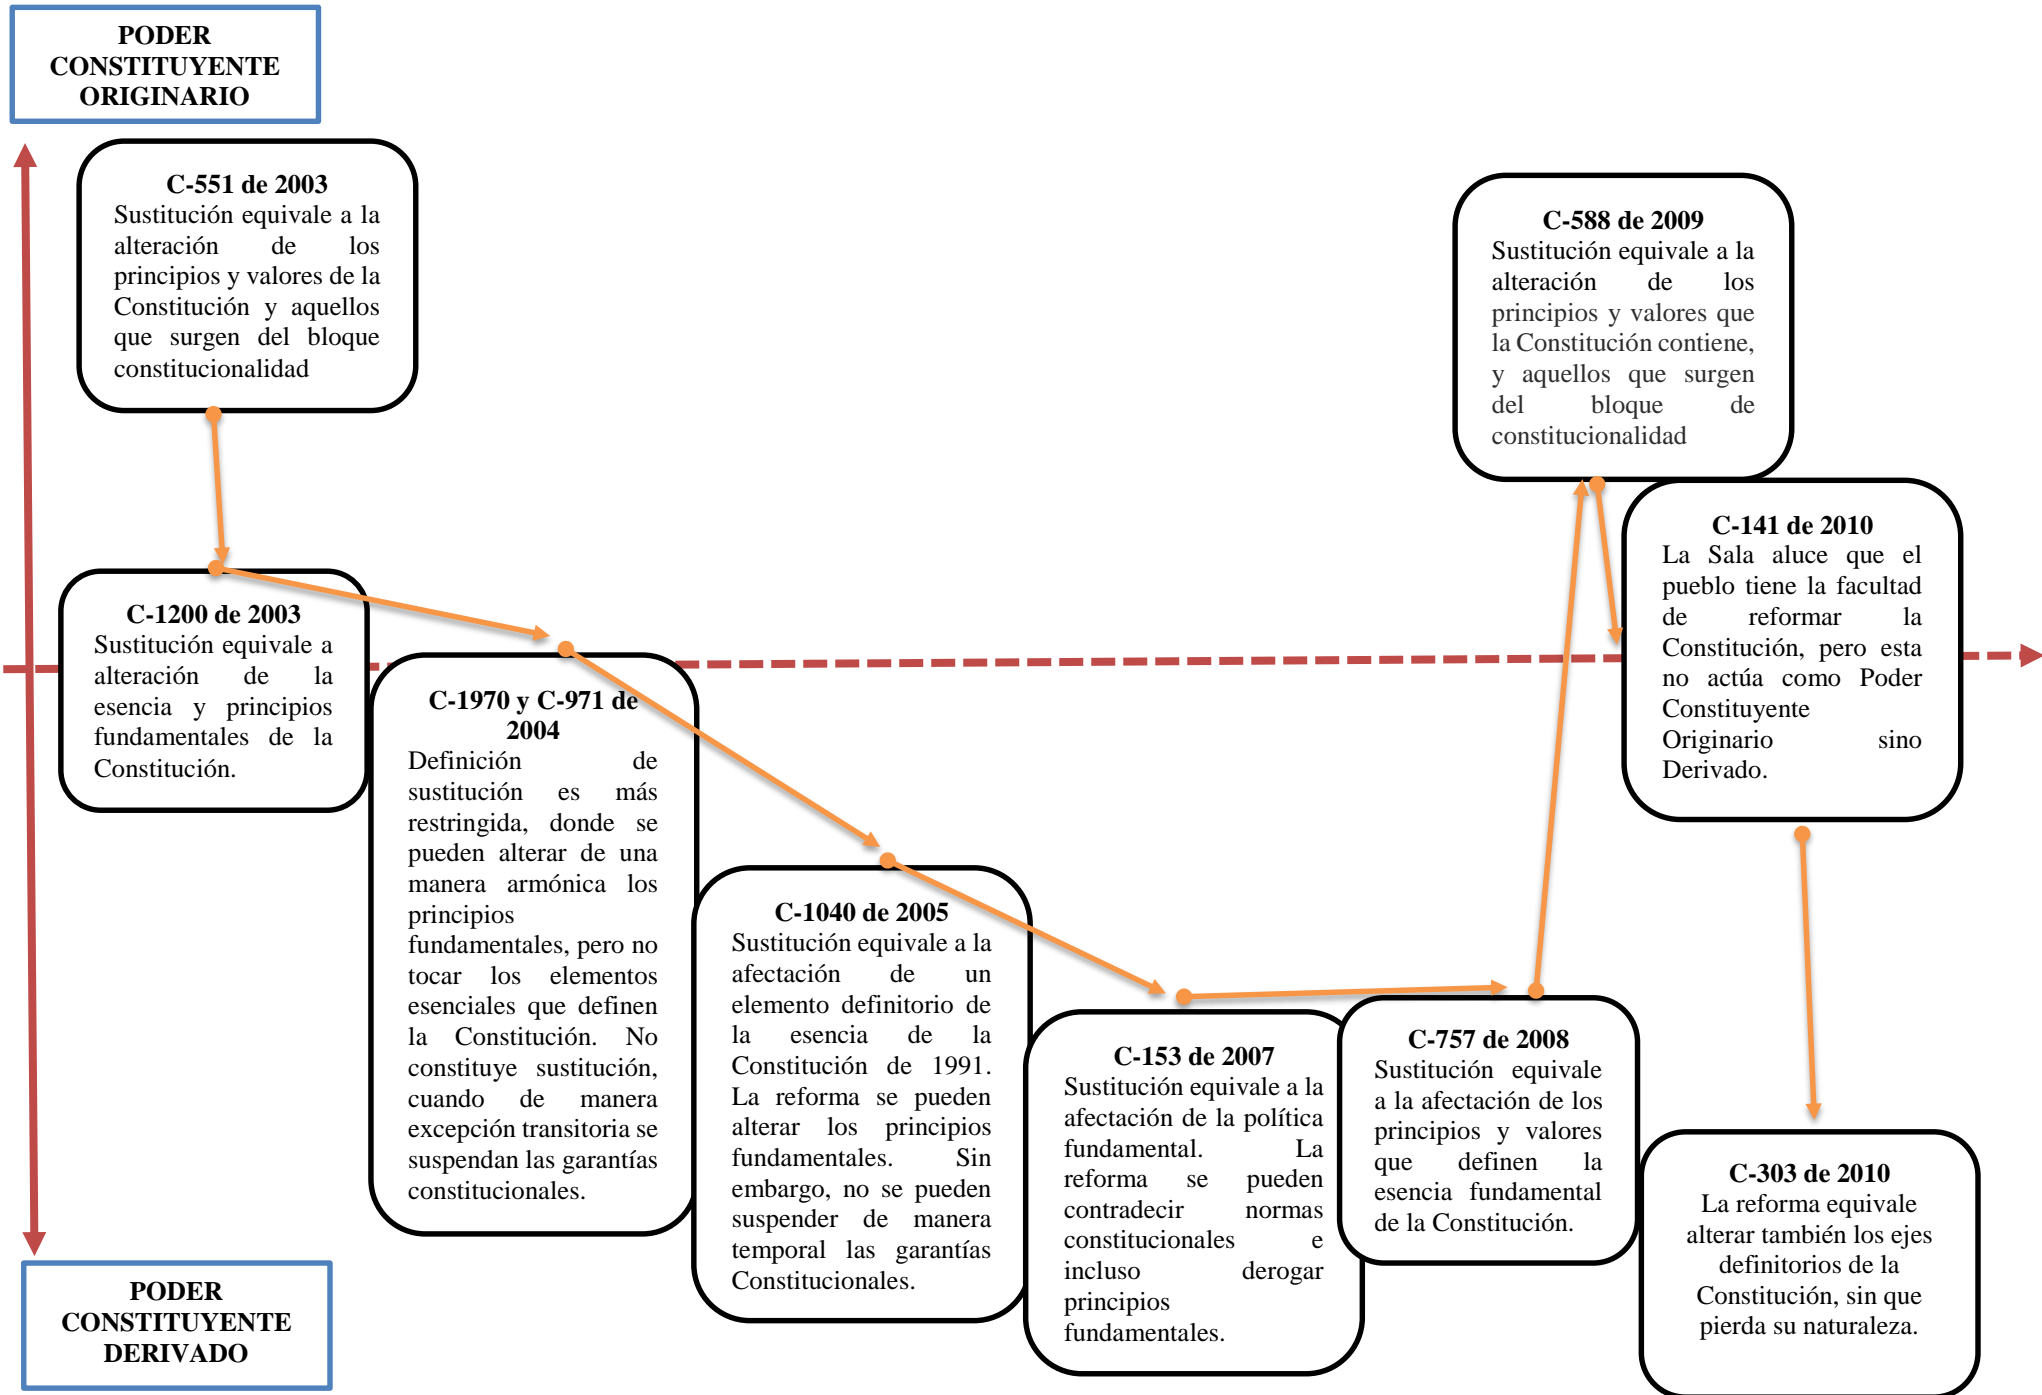 PODER
CONSTITUYENTE
ORIGINARIO
C-551 de 2003
Sustitución equivale a la
alteración de los
principios y valores de la
Constitución y aquellos
que surgen del bloque
constitucionalidad
C-588 de 2009
Sustitución equivale a la
alteración de los
principios y valores que
la Constitución contiene,
y aquellos que surgen
del bloque de
constitucionalidad
C-141 de 2010
La Sala aluce que el
pueblo tiene la facultad
de reformar la
Constitución, pero esta
no actúa como Poder
Constituyente
Originario sino
Derivado.
C-1200 de 2003
Sustitución equivale a
alteración de la
esencia y principios
fundamentales de la
Constitución.
C-1970 y C-971 de
2004
Definición de
sustitución es más
restringida, donde se
pueden alterar de una
manera armónica los
principios
fundamentales, pero no
tocar los elementos
esenciales que definen
la Constitución. No
constituye sustitución,
cuando de manera
excepción transitoria se
suspendan las garantías
constitucionales.
C-1040 de 2005
Sustitución equivale a la
afectación de un
elemento definitorio de
la esencia de la
Constitución de 1991.
La reforma se pueden
alterar los principios
fundamentales. Sin
embargo, no se pueden
suspender de manera
temporal las garantías
Constitucionales.
C-153 de 2007
Sustitución equivale a la
afectación de la política
fundamental. La
reforma se pueden
contradecir normas
constitucionales e
incluso derogar
principios
fundamentales.
C-757 de 2008
Sustitución equivale
a la afectación de los
principios y valores
que definen la
esencia fundamental
de la Constitución.
C-303 de 2010
La reforma equivale
alterar también los ejes
definitorios de la
Constitución, sin que
pierda su naturaleza.
PODER
CONSTITUYENTE
DERIVADO